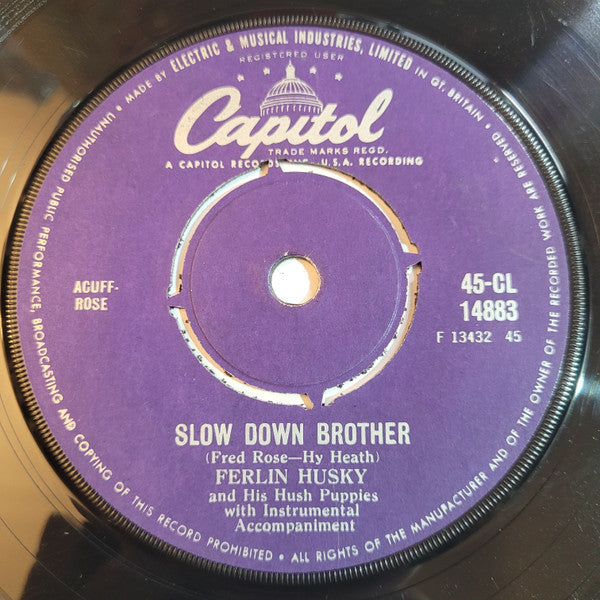 MADE BY ELECTRIC & MUSICAL INDUSTRIES, LIMITED IN GT. BRITAIN • ALL RIGHTS OF THE MANUFACTURER AND OF THE OWNER OF THE RECORDED WORK ARE RESERVED
UNAUTHORISED PUBLIC PERFORMANCE, BROADCASTING AND COPYING OF THIS RECORD PROHIBITED •
REGISTERED USER
Capitol
TRADE MARKS REGD.
A CAPITOL RECORDS U.S.A. RECORDING
ACUFF-
ROSE
45-CL
14883
F 13432 45
SLOW DOWN BROTHER
(Fred Rose—Hy Heath)
FERLIN HUSKY
and His Hush Puppies
with Instrumental
Accompaniment